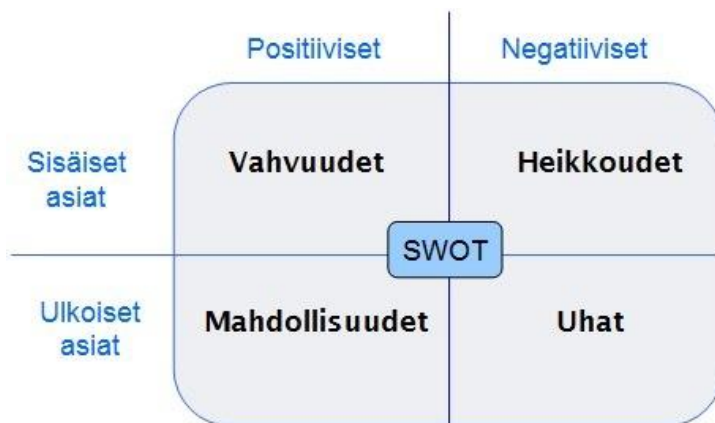 Positiiviset Negatiiviset
Sisäiset
asiat
Vahvuudet Heikkoudet
SWOT
Ulkoiset
asiat
Mahdollisuudet Uhat